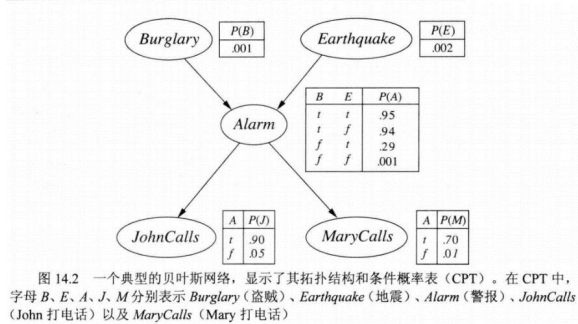 Burglary
P(B)
.001
Earthquake
P(E)
.002
Alarm
B E P(A)
t t .95
t f .94
f t .29
f f .001
JohnCalls
A P(J)
t .90
f .05
MaryCalls
A P(M)
t .70
f .01
图 14.2 一个典型的贝叶斯网络，显示了其拓扑结构和条件概率表（CPT）。在 CPT 中，
字母 B、E、A、J、M 分别表示 Burglary（盗贼）、Earthquake（地震）、Alarm（警报）、JohnCalls
（John 打电话）以及 MaryCalls（Mary 打电话）